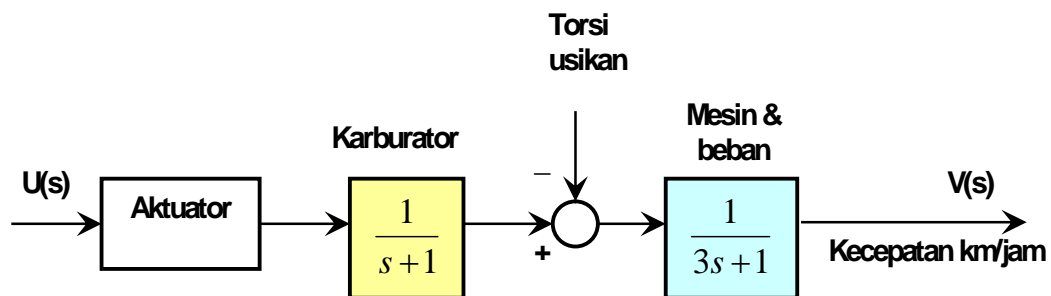 Torsi
usikan
Mesin &
beban
Karburator
U(s)
Aktuator
1
s + 1
−
+
1
3s + 1
V(s)
Kecepatan km/jam